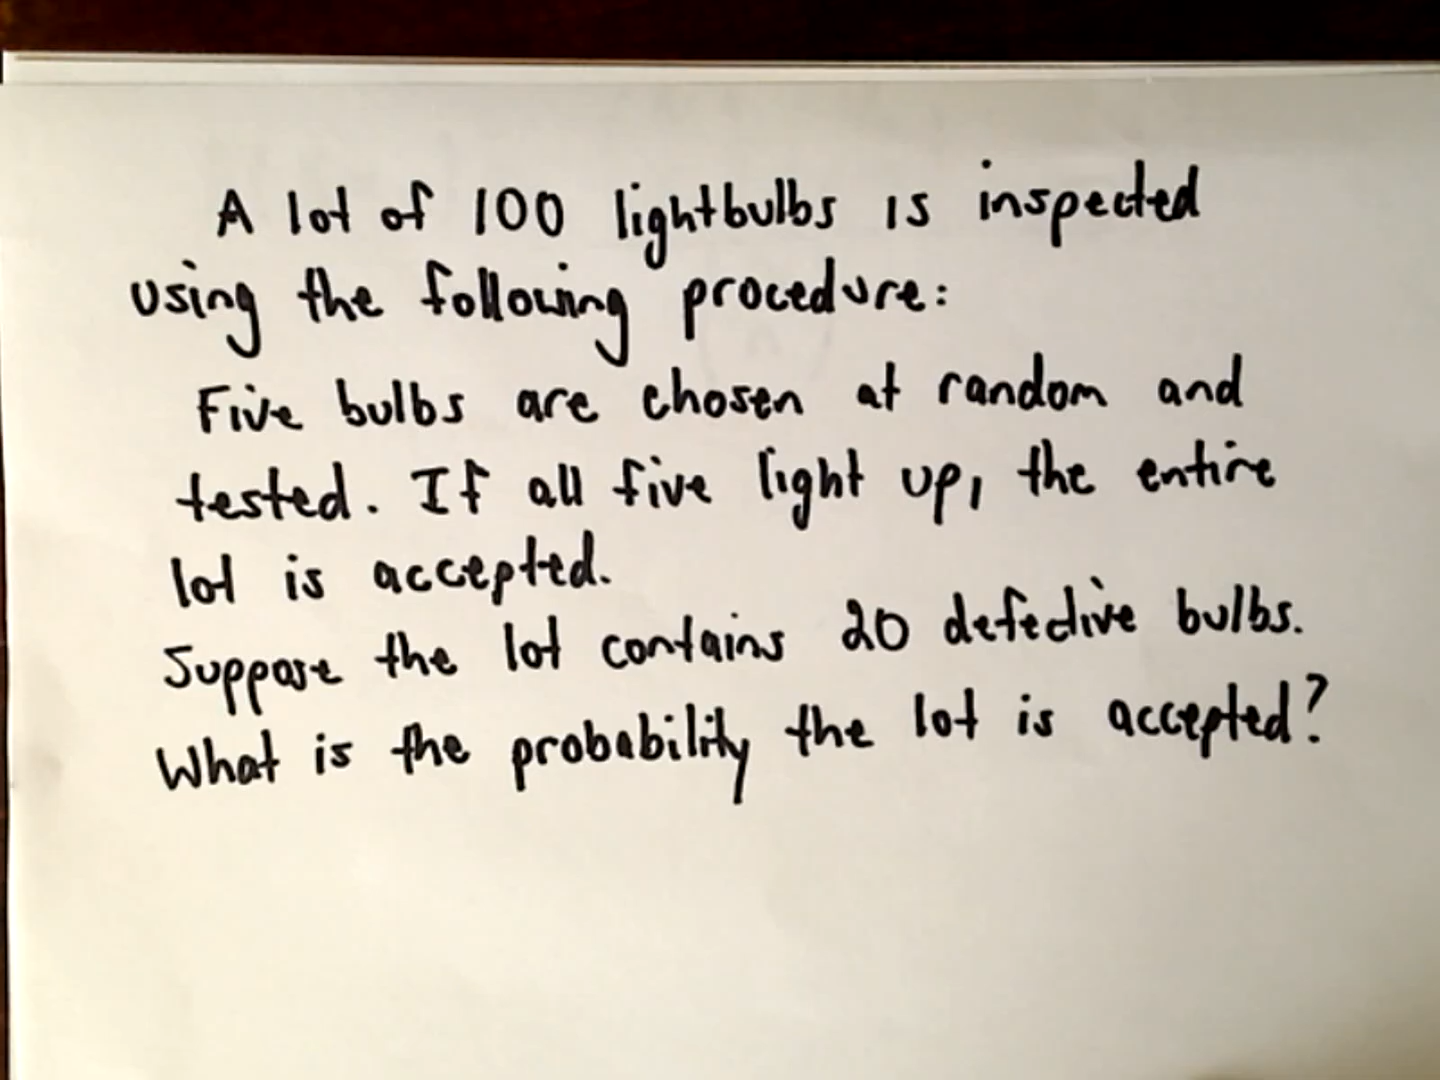 A lot of 100 lightbulbs is inspected
using the following procedure:
Five bulbs are chosen at random and
tested. If all five light up, the entire
lot is accepted.
Suppose the lot contains 20 defective bulbs.
What is the probability the lot is accepted?